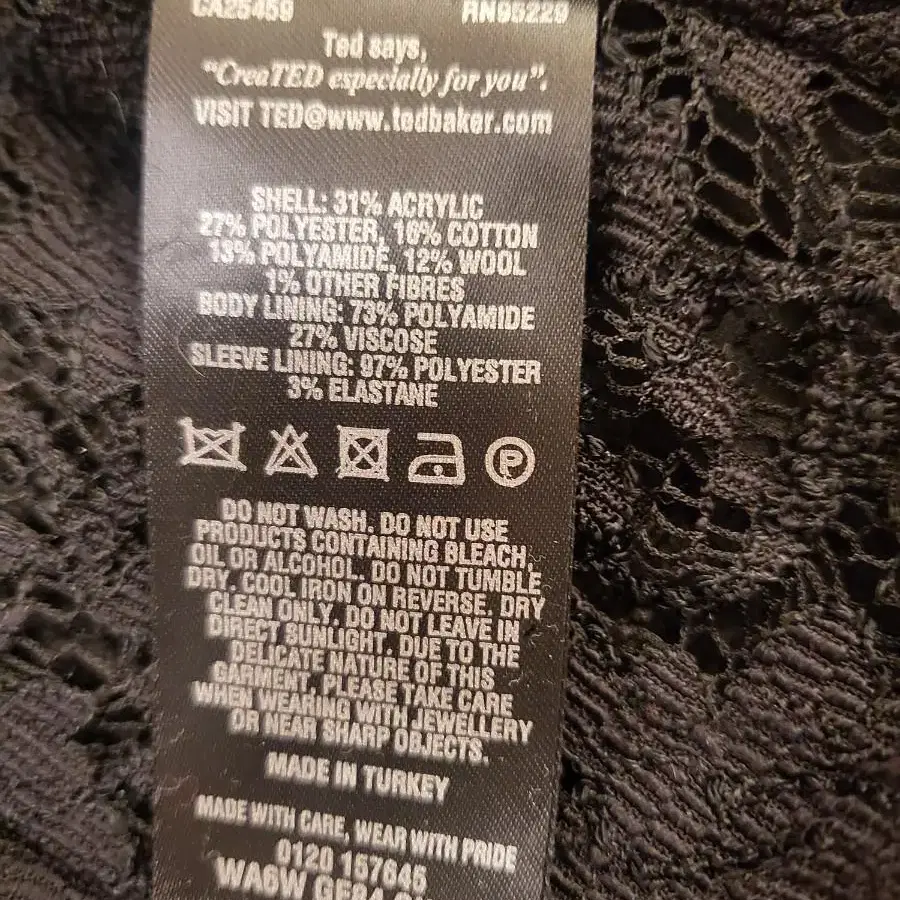 CA25459 RN95229
Ted says,
"CreaTED especially for you".
VISIT TED@www.tedbaker.com
SHELL: 31% ACRYLIC
27% POLYESTER, 16% COTTON
13% POLYAMIDE, 12% WOOL
1% OTHER FIBRES
BODY LINING: 73% POLYAMIDE
27% VISCOSE
SLEEVE LINING: 97% POLYESTER
3% ELASTANE
P
DO NOT WASH. DO NOT USE
PRODUCTS CONTAINING BLEACH,
OIL OR ALCOHOL. DO NOT TUMBLE
DRY. COOL IRON ON REVERSE. DRY
CLEAN ONLY. DO NOT LEAVE IN
DIRECT SUNLIGHT. DUE TO THE
DELICATE NATURE OF THIS
GARMENT, PLEASE TAKE CARE
WHEN WEARING WITH JEWELLERY
OR NEAR SHARP OBJECTS.
MADE IN TURKEY
MADE WITH CARE, WEAR WITH PRIDE
0120 157645
WA6W